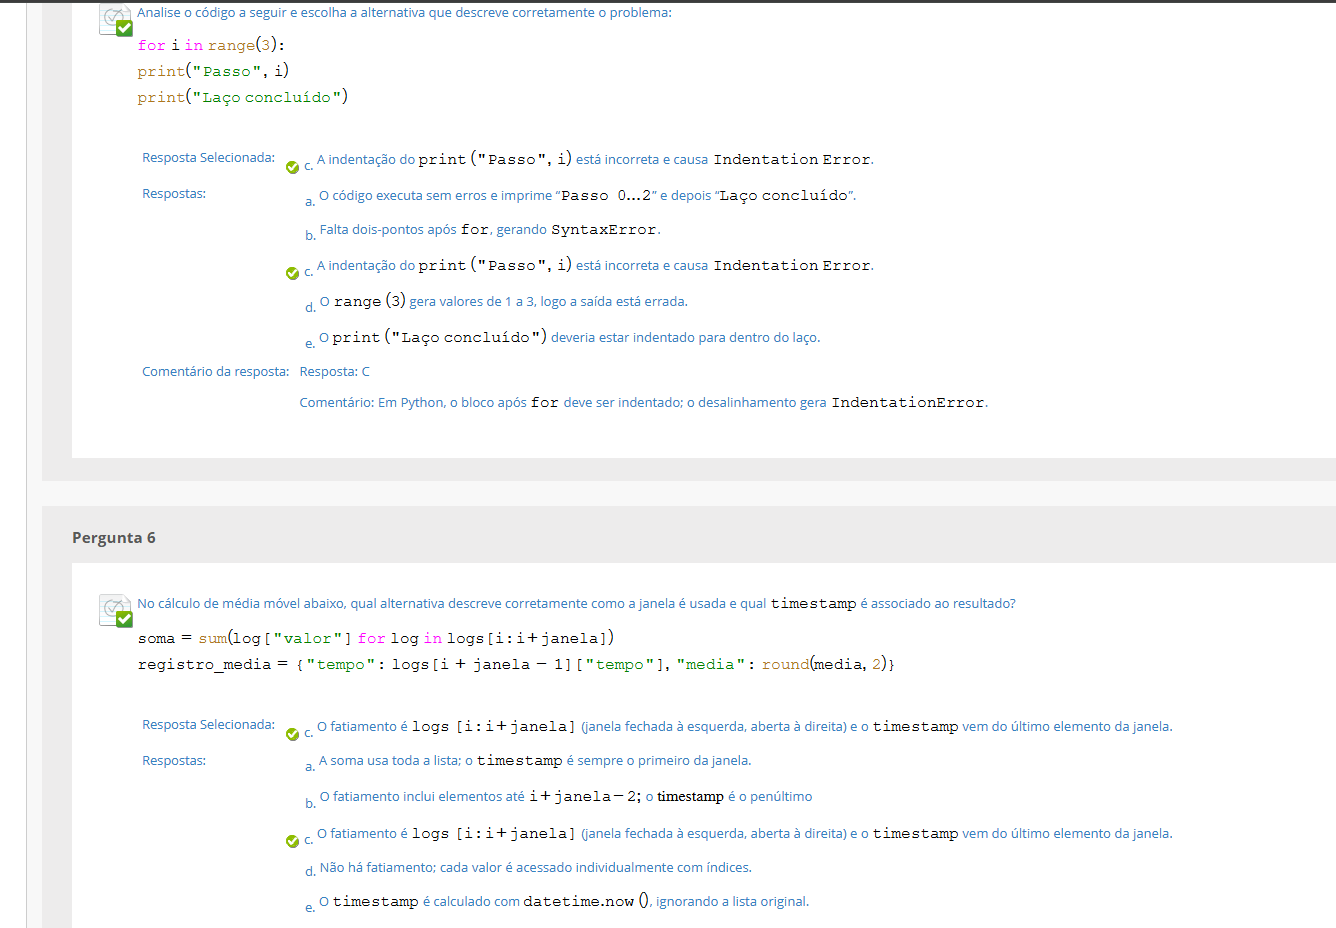 Analise o código a seguir e escolha a alternativa que descreve corretamente o problema:
for i in range(3):
print("Passo", i)
print("Laço concluído")
Resposta Selecionada: c. A indentação do print ("Passo", i) está incorreta e causa Indentation Error.
Respostas: a. O código executa sem erros e imprime “Passo 0...2” e depois “Laço concluído”.
b. Falta dois-pontos após for, gerando SyntaxError.
c. A indentação do print ("Passo", i) está incorreta e causa Indentation Error.
d. O range (3) gera valores de 1 a 3, logo a saída está errada.
e. O print ("Laço concluído") deveria estar indentado para dentro do laço.
Comentário da resposta: Resposta: C
Comentário: Em Python, o bloco após for deve ser indentado; o desalinhamento gera IndentationError.
Pergunta 6
No cálculo de média móvel abaixo, qual alternativa descreve corretamente como a janela é usada e qual timestamp é associado ao resultado?
soma = sum(log["valor"] for log in logs[i:i+janela])
registro_media = {"tempo": logs[i + janela − 1]["tempo"], "media": round(media, 2)}
Resposta Selecionada: c. O fatiamento é logs [i:i+janela] (janela fechada à esquerda, aberta à direita) e o timestamp vem do último elemento da janela.
Respostas: a. A soma usa toda a lista; o timestamp é sempre o primeiro da janela.
b. O fatiamento inclui elementos até i+janela−2; o timestamp é o penúltimo
c. O fatiamento é logs [i:i+janela] (janela fechada à esquerda, aberta à direita) e o timestamp vem do último elemento da janela.
d. Não há fatiamento; cada valor é acessado individualmente com índices.
e. O timestamp é calculado com datetime.now (), ignorando a lista original.